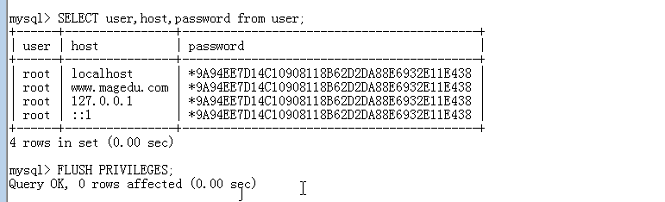 mysql> SELECT user,host,password from user;
+------+----------------+-------------------------------------------+
| user | host           | password                                  |
+------+----------------+-------------------------------------------+
| root | localhost      | *9A94EE7D14C10908118B62D2DA88E6932E11E438 |
| root | www.magedu.com | *9A94EE7D14C10908118B62D2DA88E6932E11E438 |
| root | 127.0.0.1      | *9A94EE7D14C10908118B62D2DA88E6932E11E438 |
| root | ::1            | *9A94EE7D14C10908118B62D2DA88E6932E11E438 |
+------+----------------+-------------------------------------------+
4 rows in set (0.00 sec)
mysql> FLUSH PRIVILEGES;
Query OK, 0 rows affected (0.00 sec)